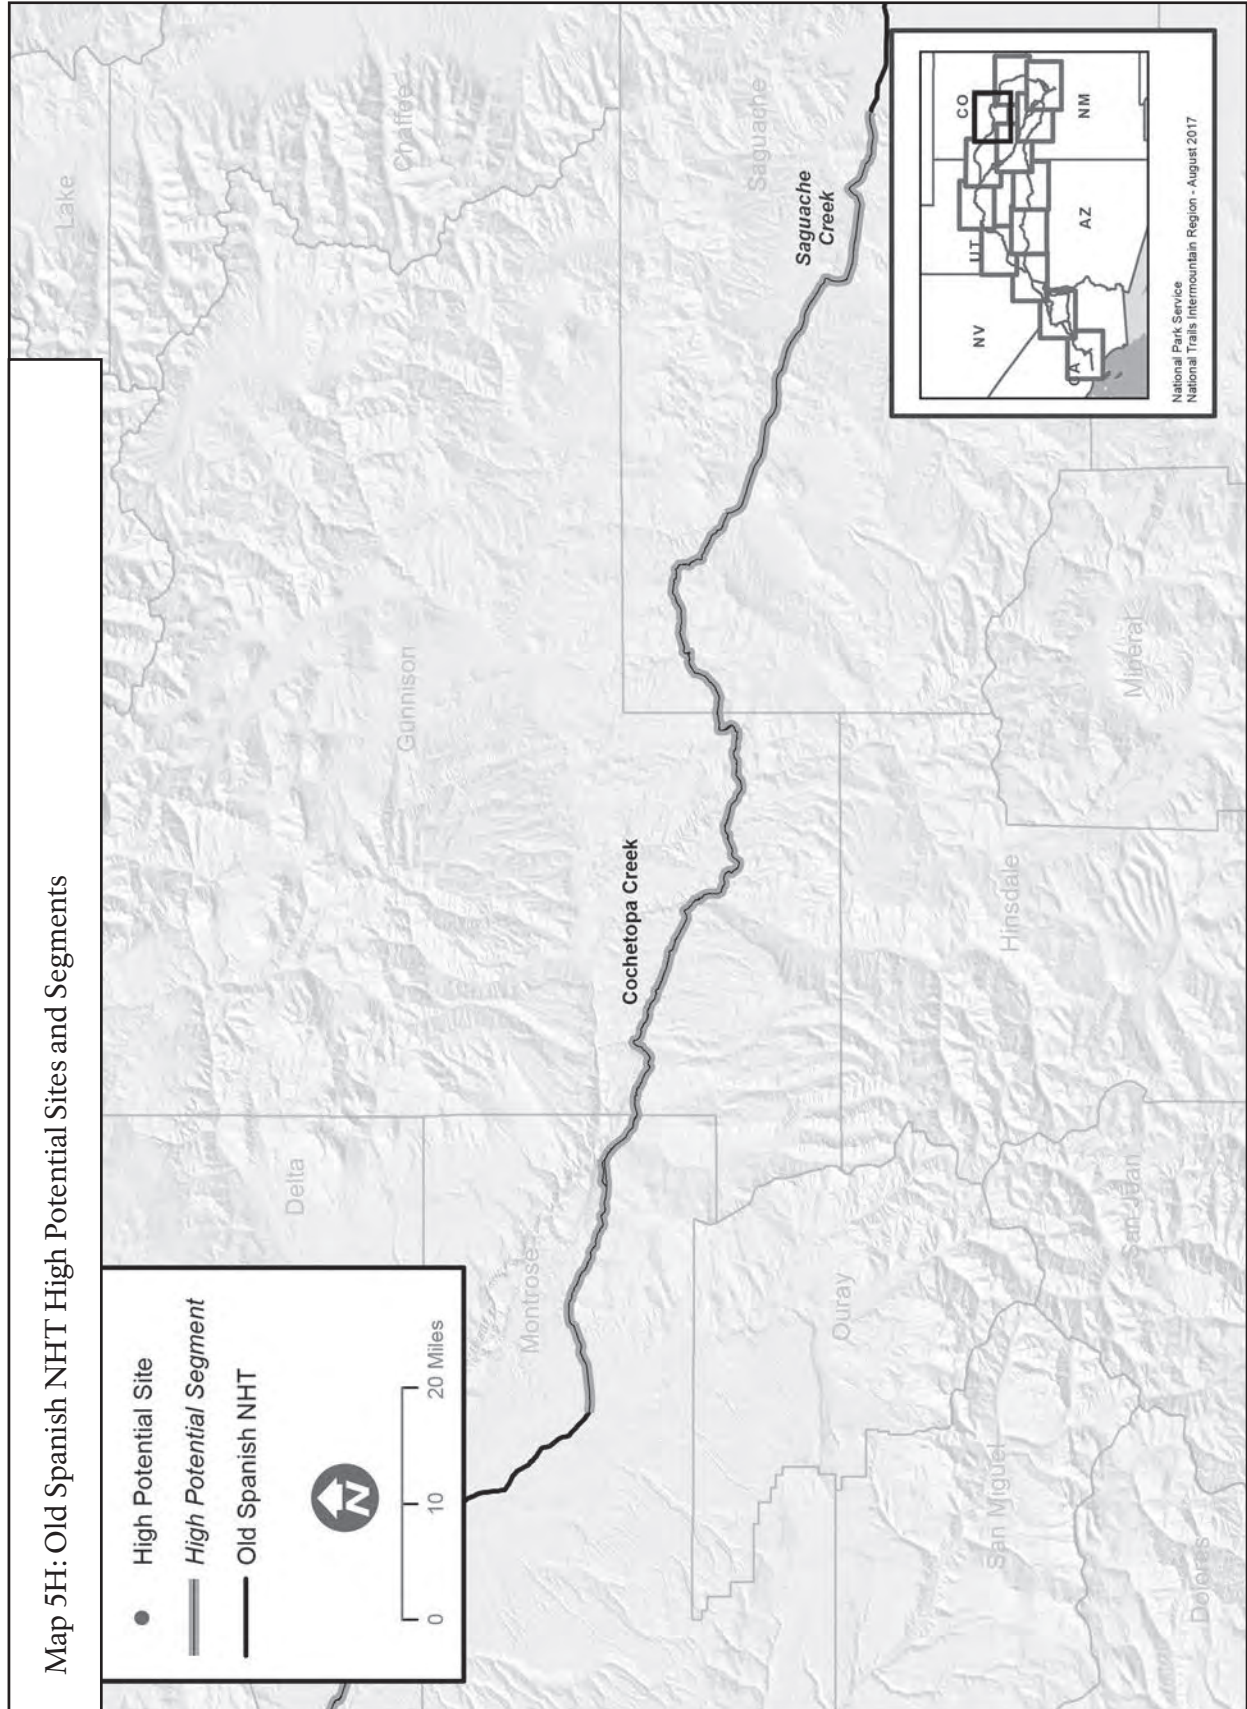 Map 5H: Old Spanish NHT High Potential Sites and Segments
High Potential Site
High Potential Segment
Old Spanish NHT
N
0 10 20 Miles
Lake
Chaffee
Delta
Gunnison
Saguache
Montrose
Cochetopa Creek
Saguache
Creek
Ouray
Hinsdale
Mineral
San Miguel
San Juan
Dolores
NV
UT
CO
CA
AZ
NM
National Park Service
National Trails Intermountain Region - August 2017